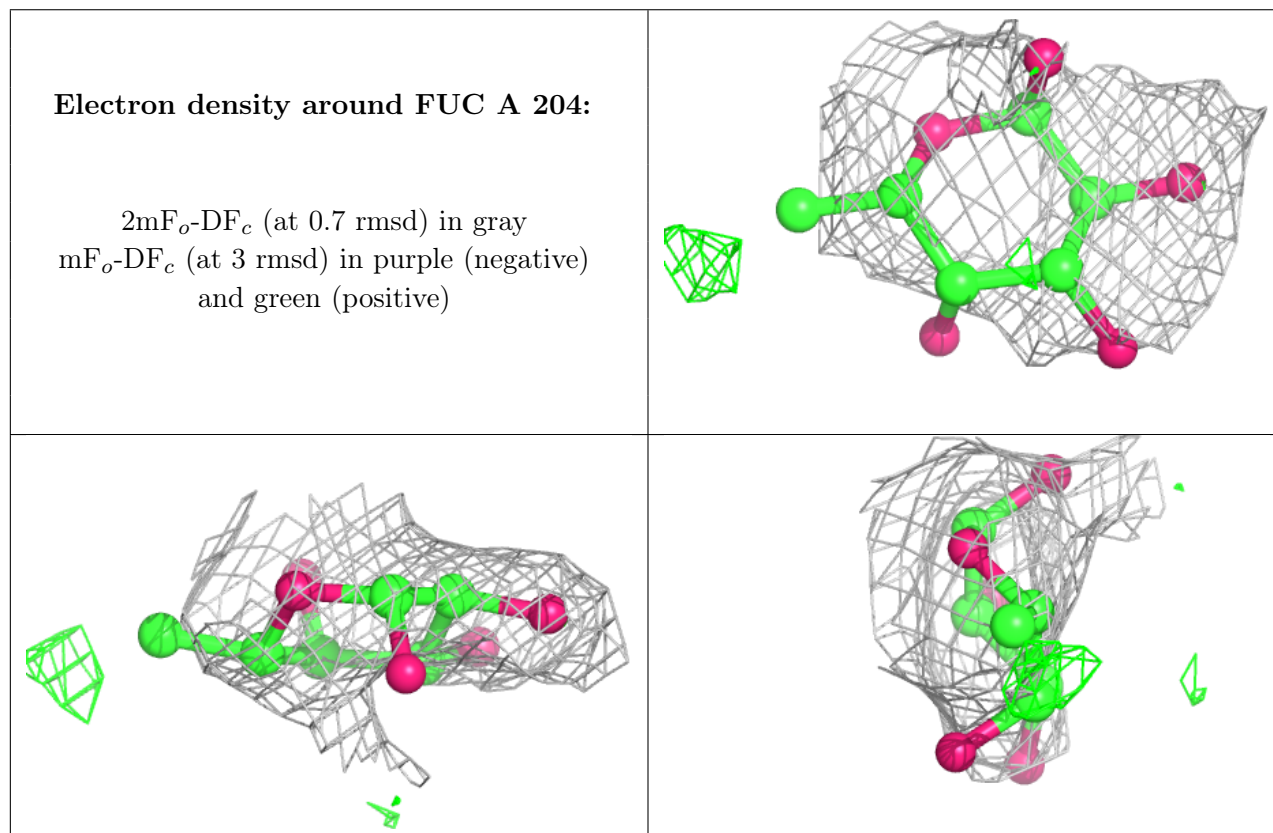 Electron density around FUC A 204:
2mFo-DFc (at 0.7 rmsd) in gray
mFo-DFc (at 3 rmsd) in purple (negative)
and green (positive)